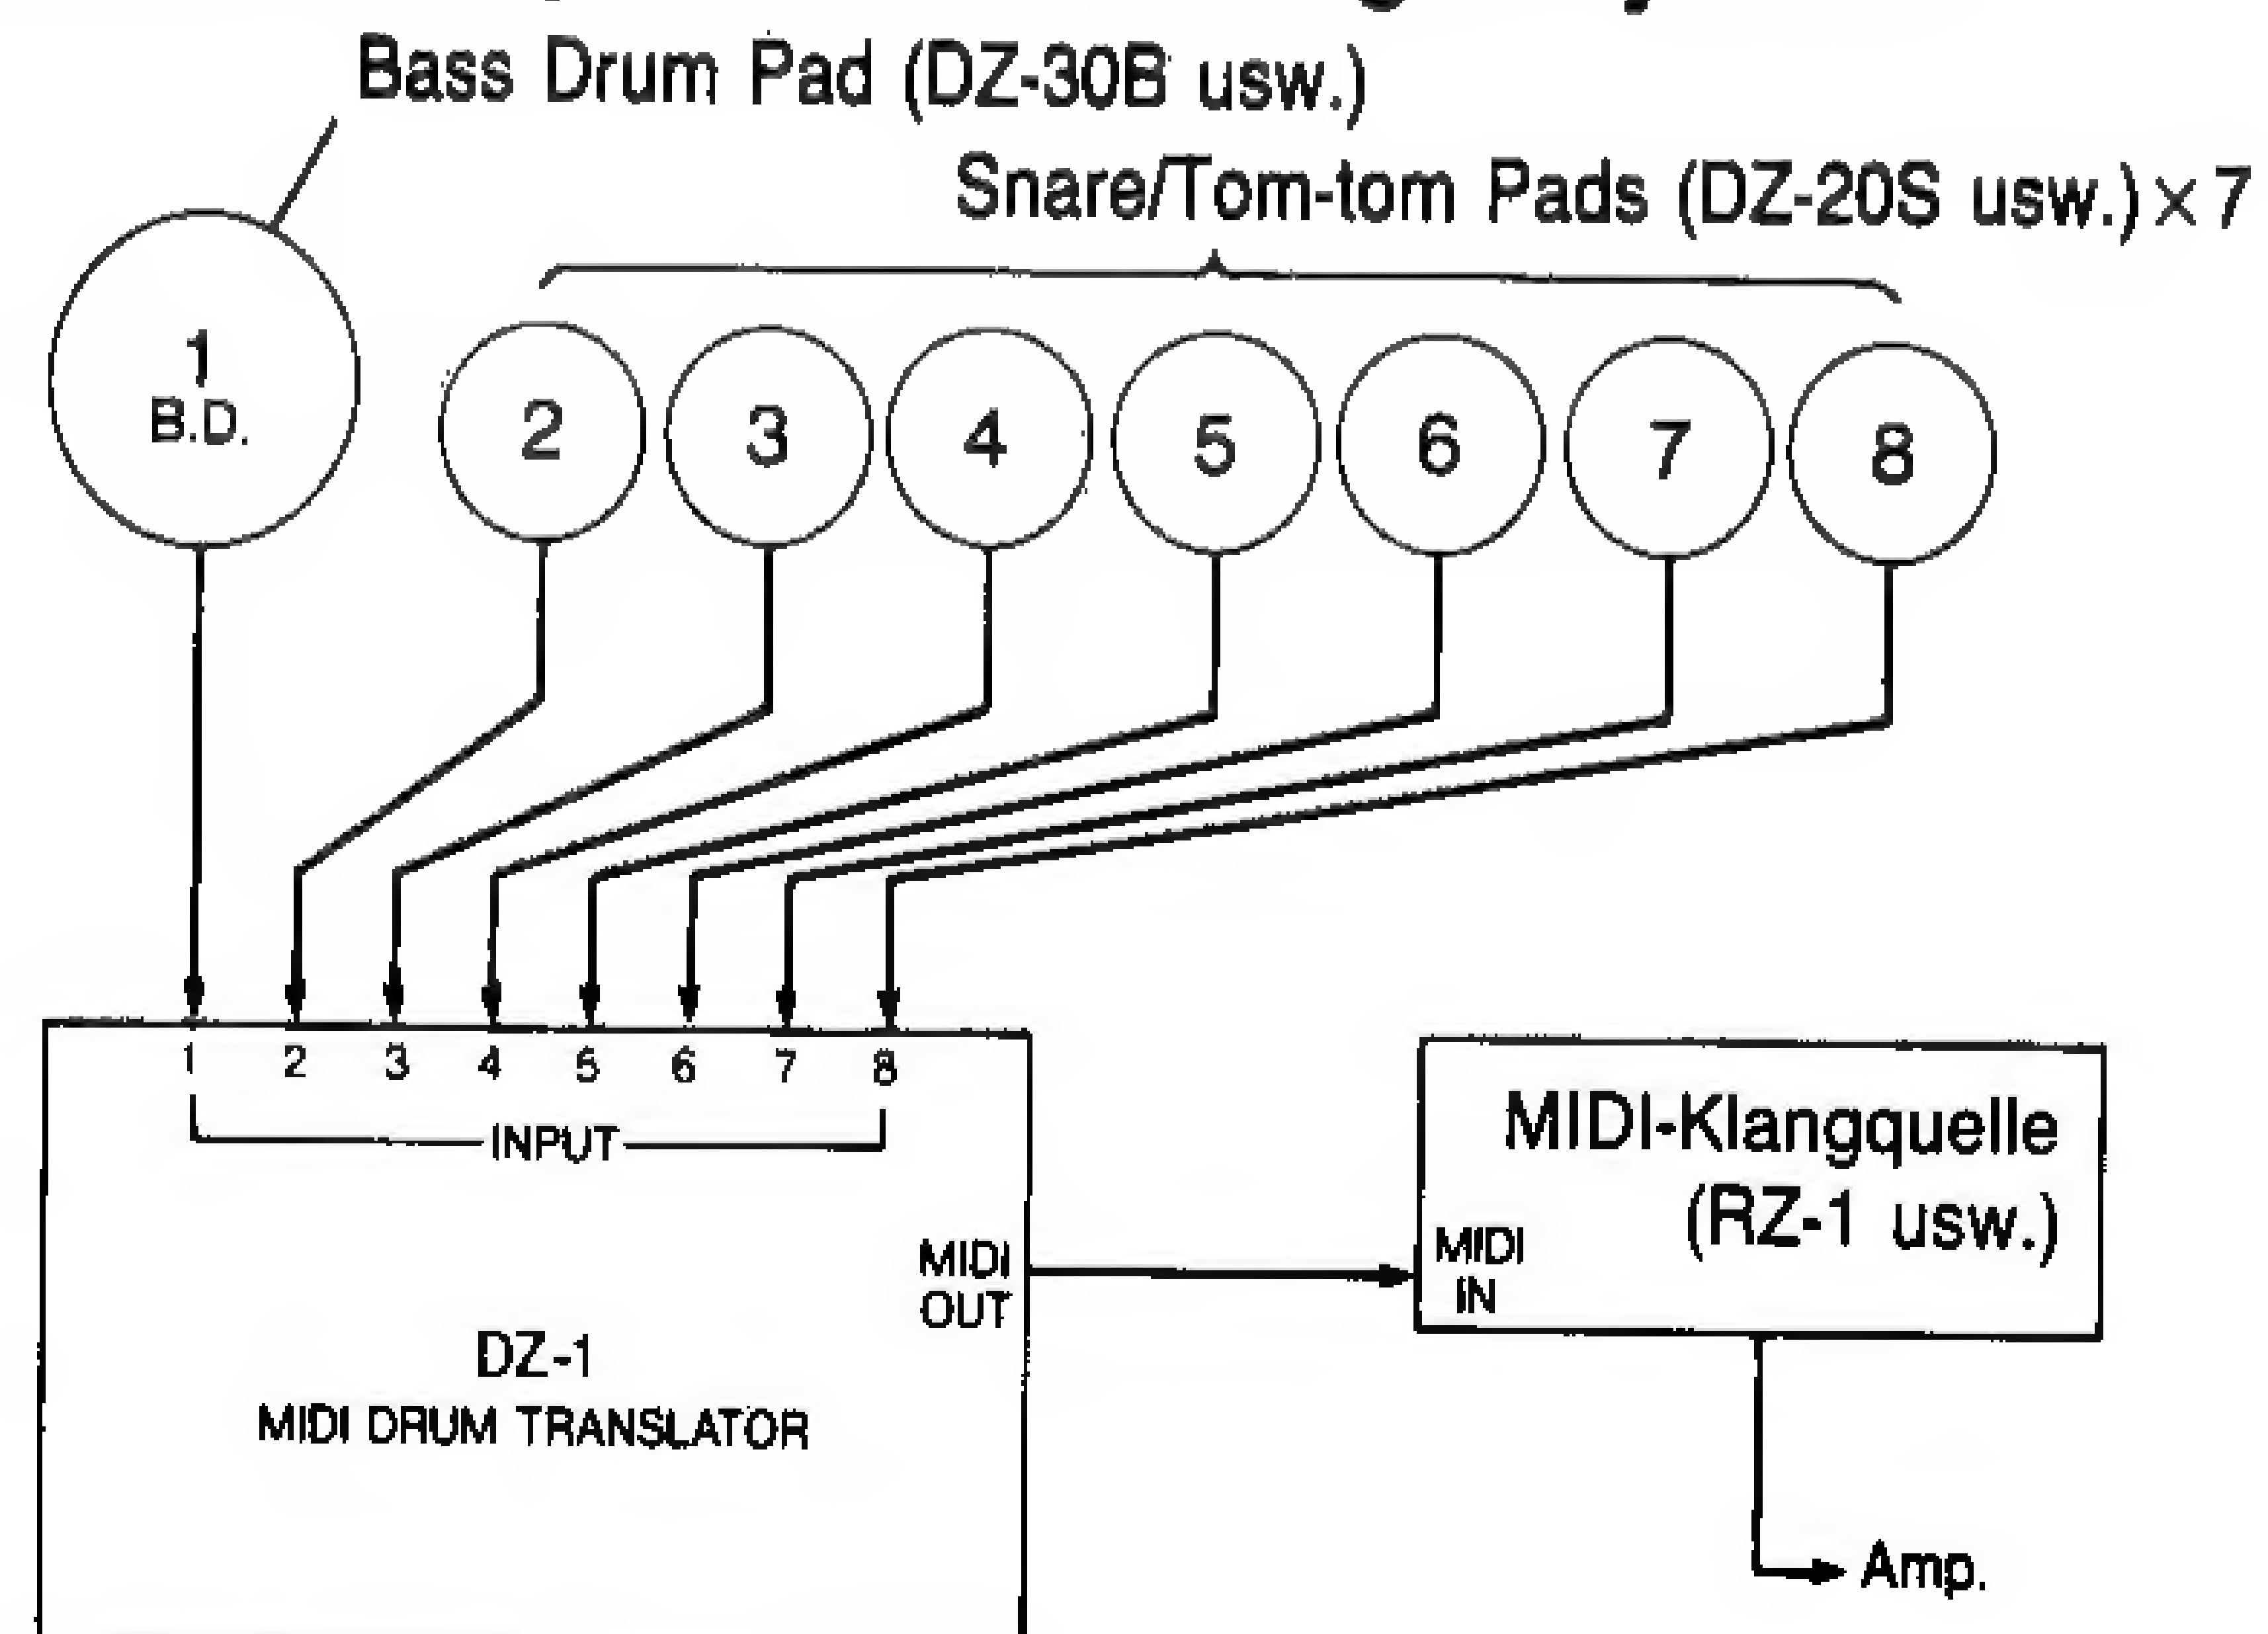 Bass Drum Pad (DZ-30B usw.)
Snare/Tom-tom Pads (DZ-20S usw.)×7
1
B.D.
2 3 4 5 6 7 8
1 2 3 4 5 6 7 8
INPUT
MIDI
OUT
DZ-1
MIDI DRUM TRANSLATOR
MIDI-Klangquelle
(RZ-1 usw.)
MIDI
IN
Amp.